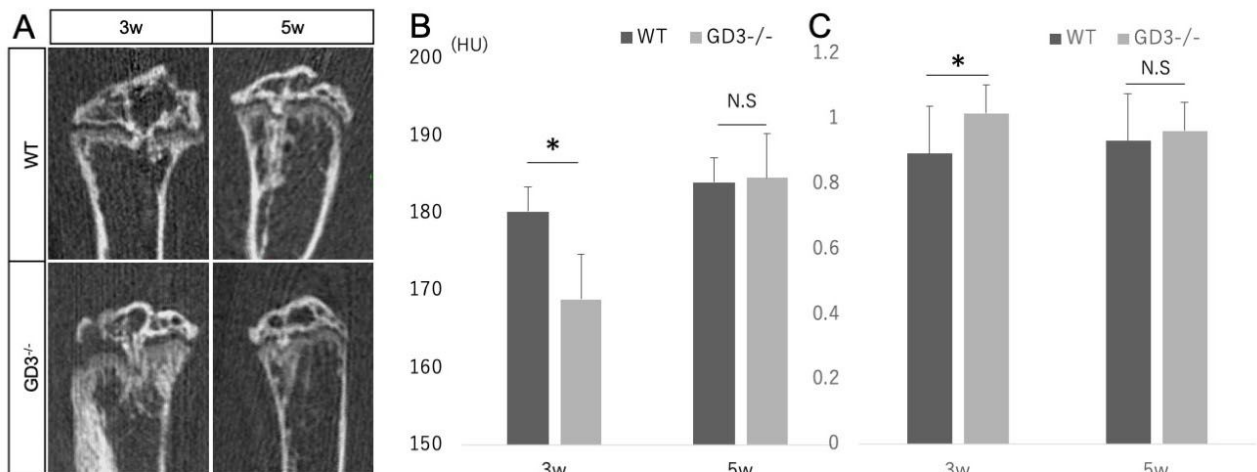 A
3w
5w
WT
GD3-/-
B
(HU)
WT
GD3-/-
200
190
180
170
160
150
*
N.S
3w
5w
C
WT
GD3-/-
1.2
1
0.8
0.6
0.4
0.2
0
*
N.S
3w
5w